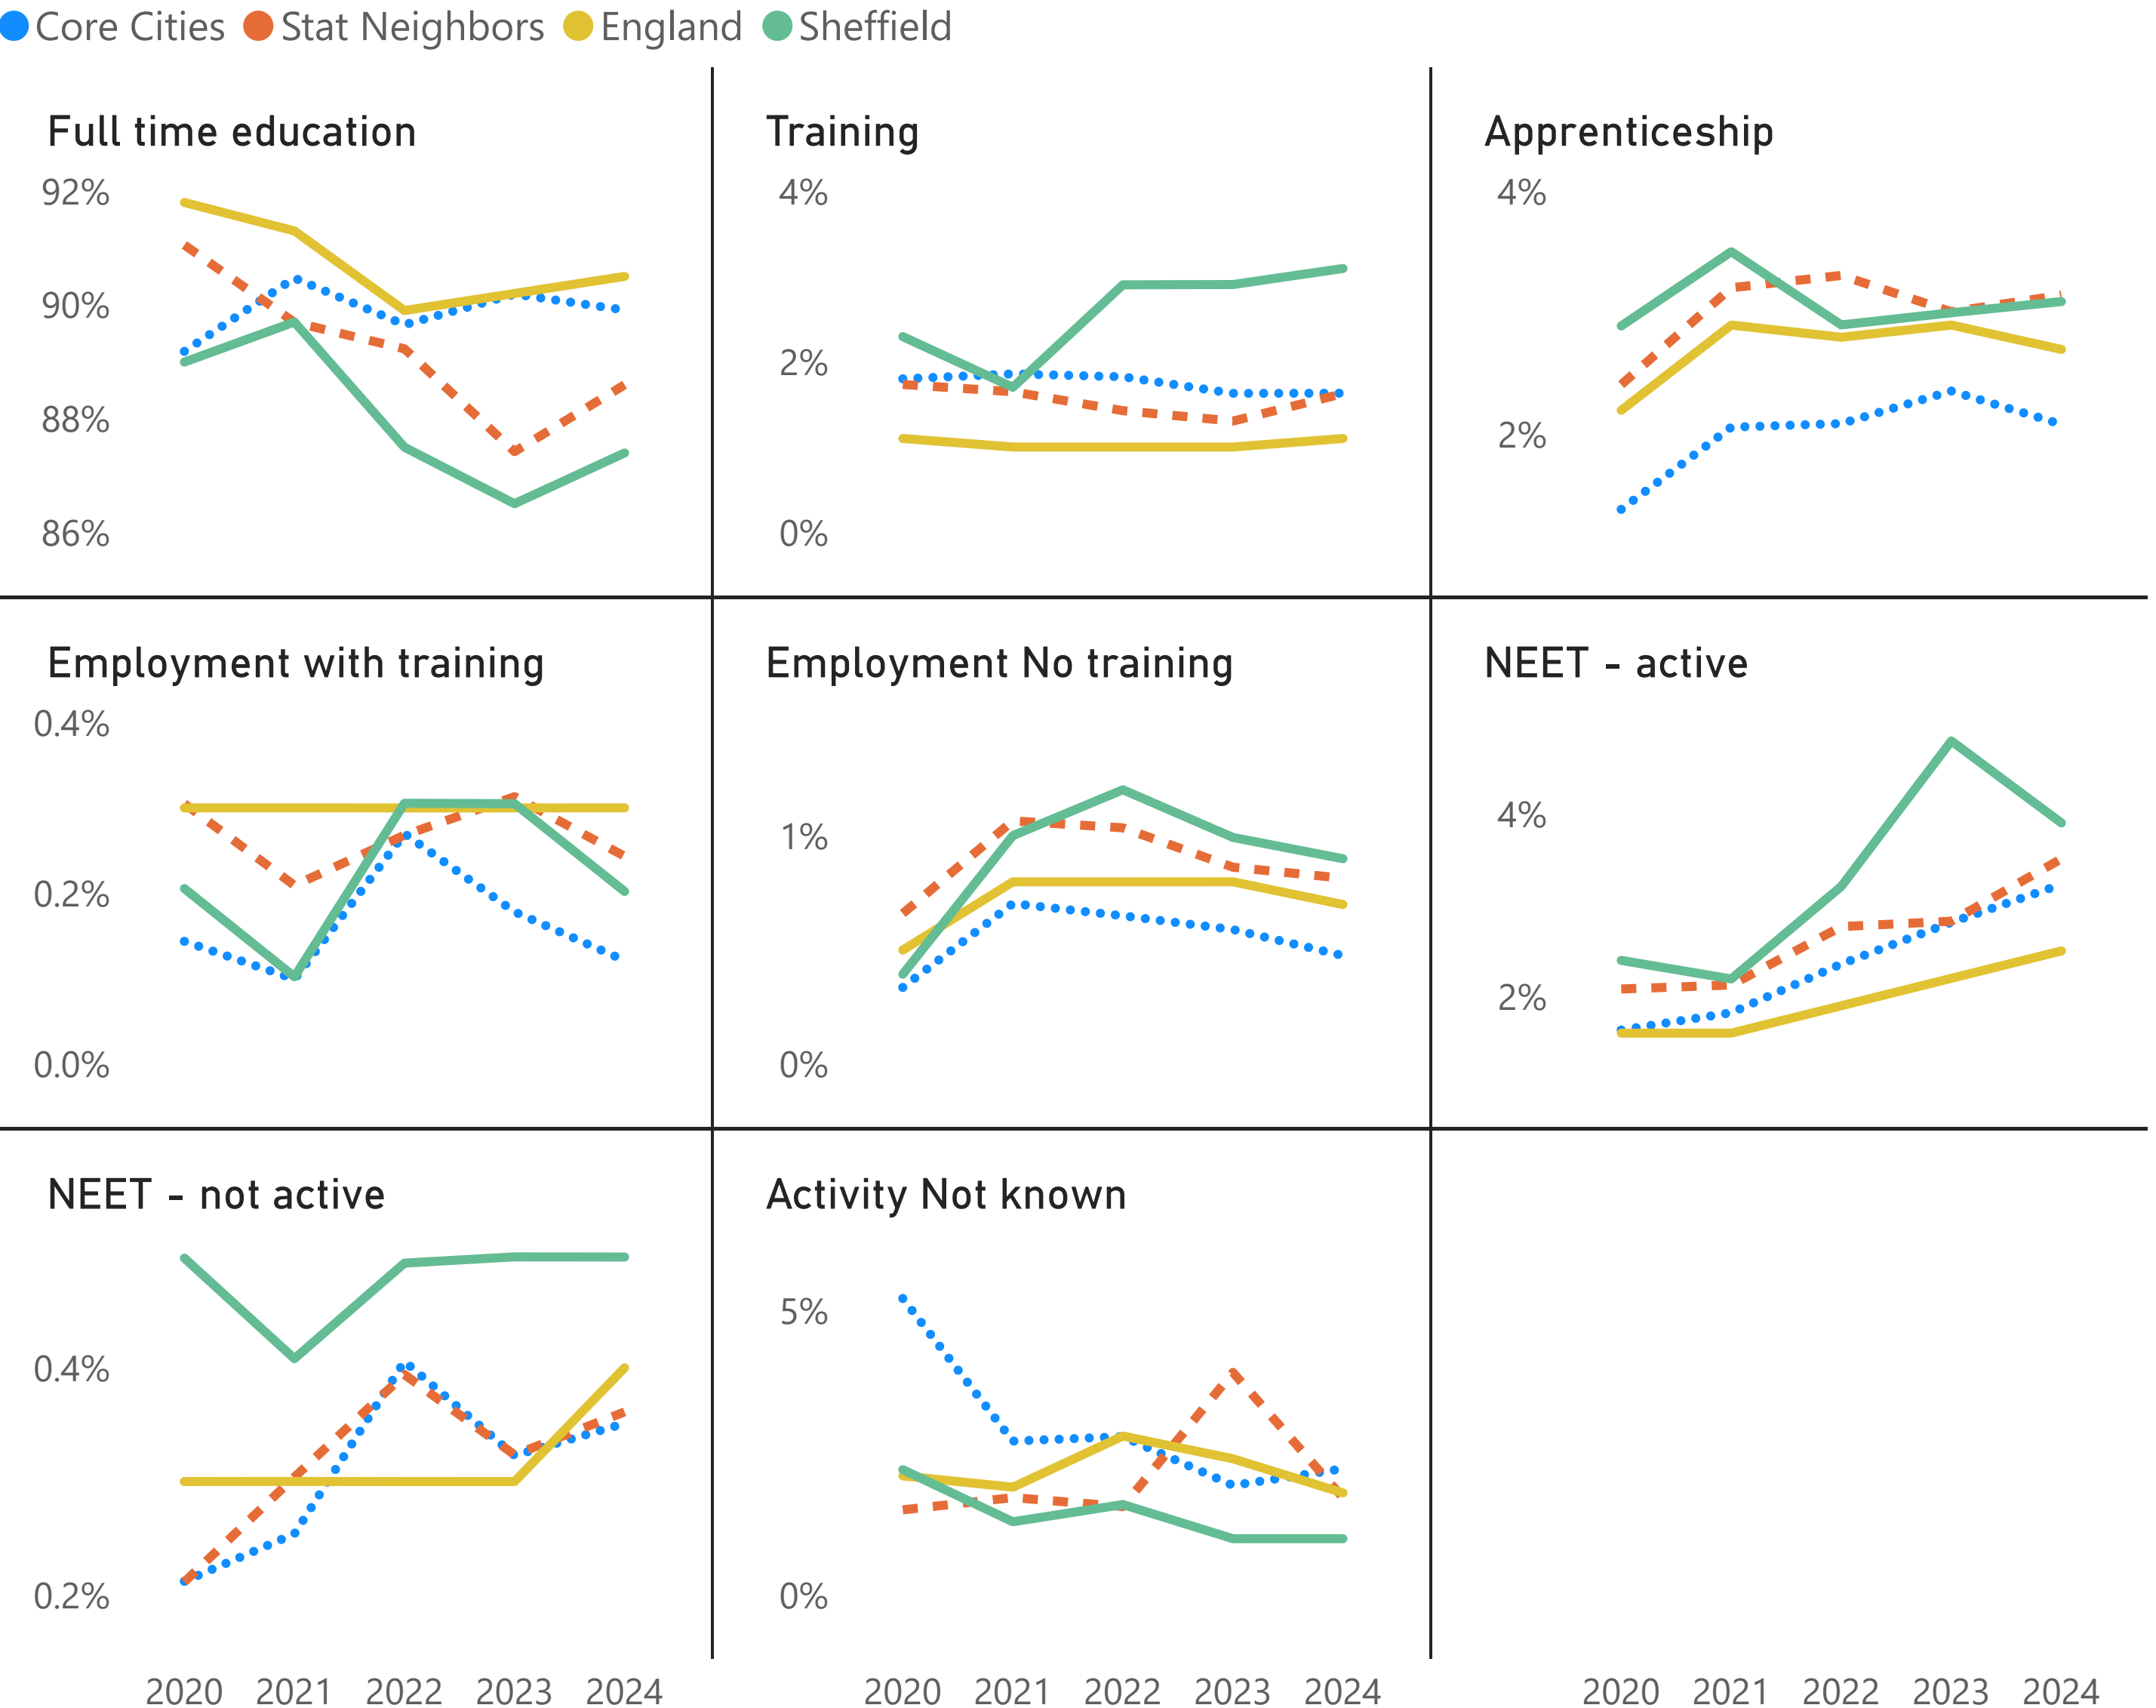 Core Cities Stat Neighbors England Sheffield
Full time education
92%
90%
88%
86%
Training
4%
2%
0%
Apprenticeship
4%
2%
Employment with training
0.4%
0.2%
0.0%
Employment No training
1%
0%
NEET - active
4%
2%
NEET - not active
0.4%
0.2%
2020 2021 2022 2023 2024
Activity Not known
5%
0%
2020 2021 2022 2023 2024
2020 2021 2022 2023 2024